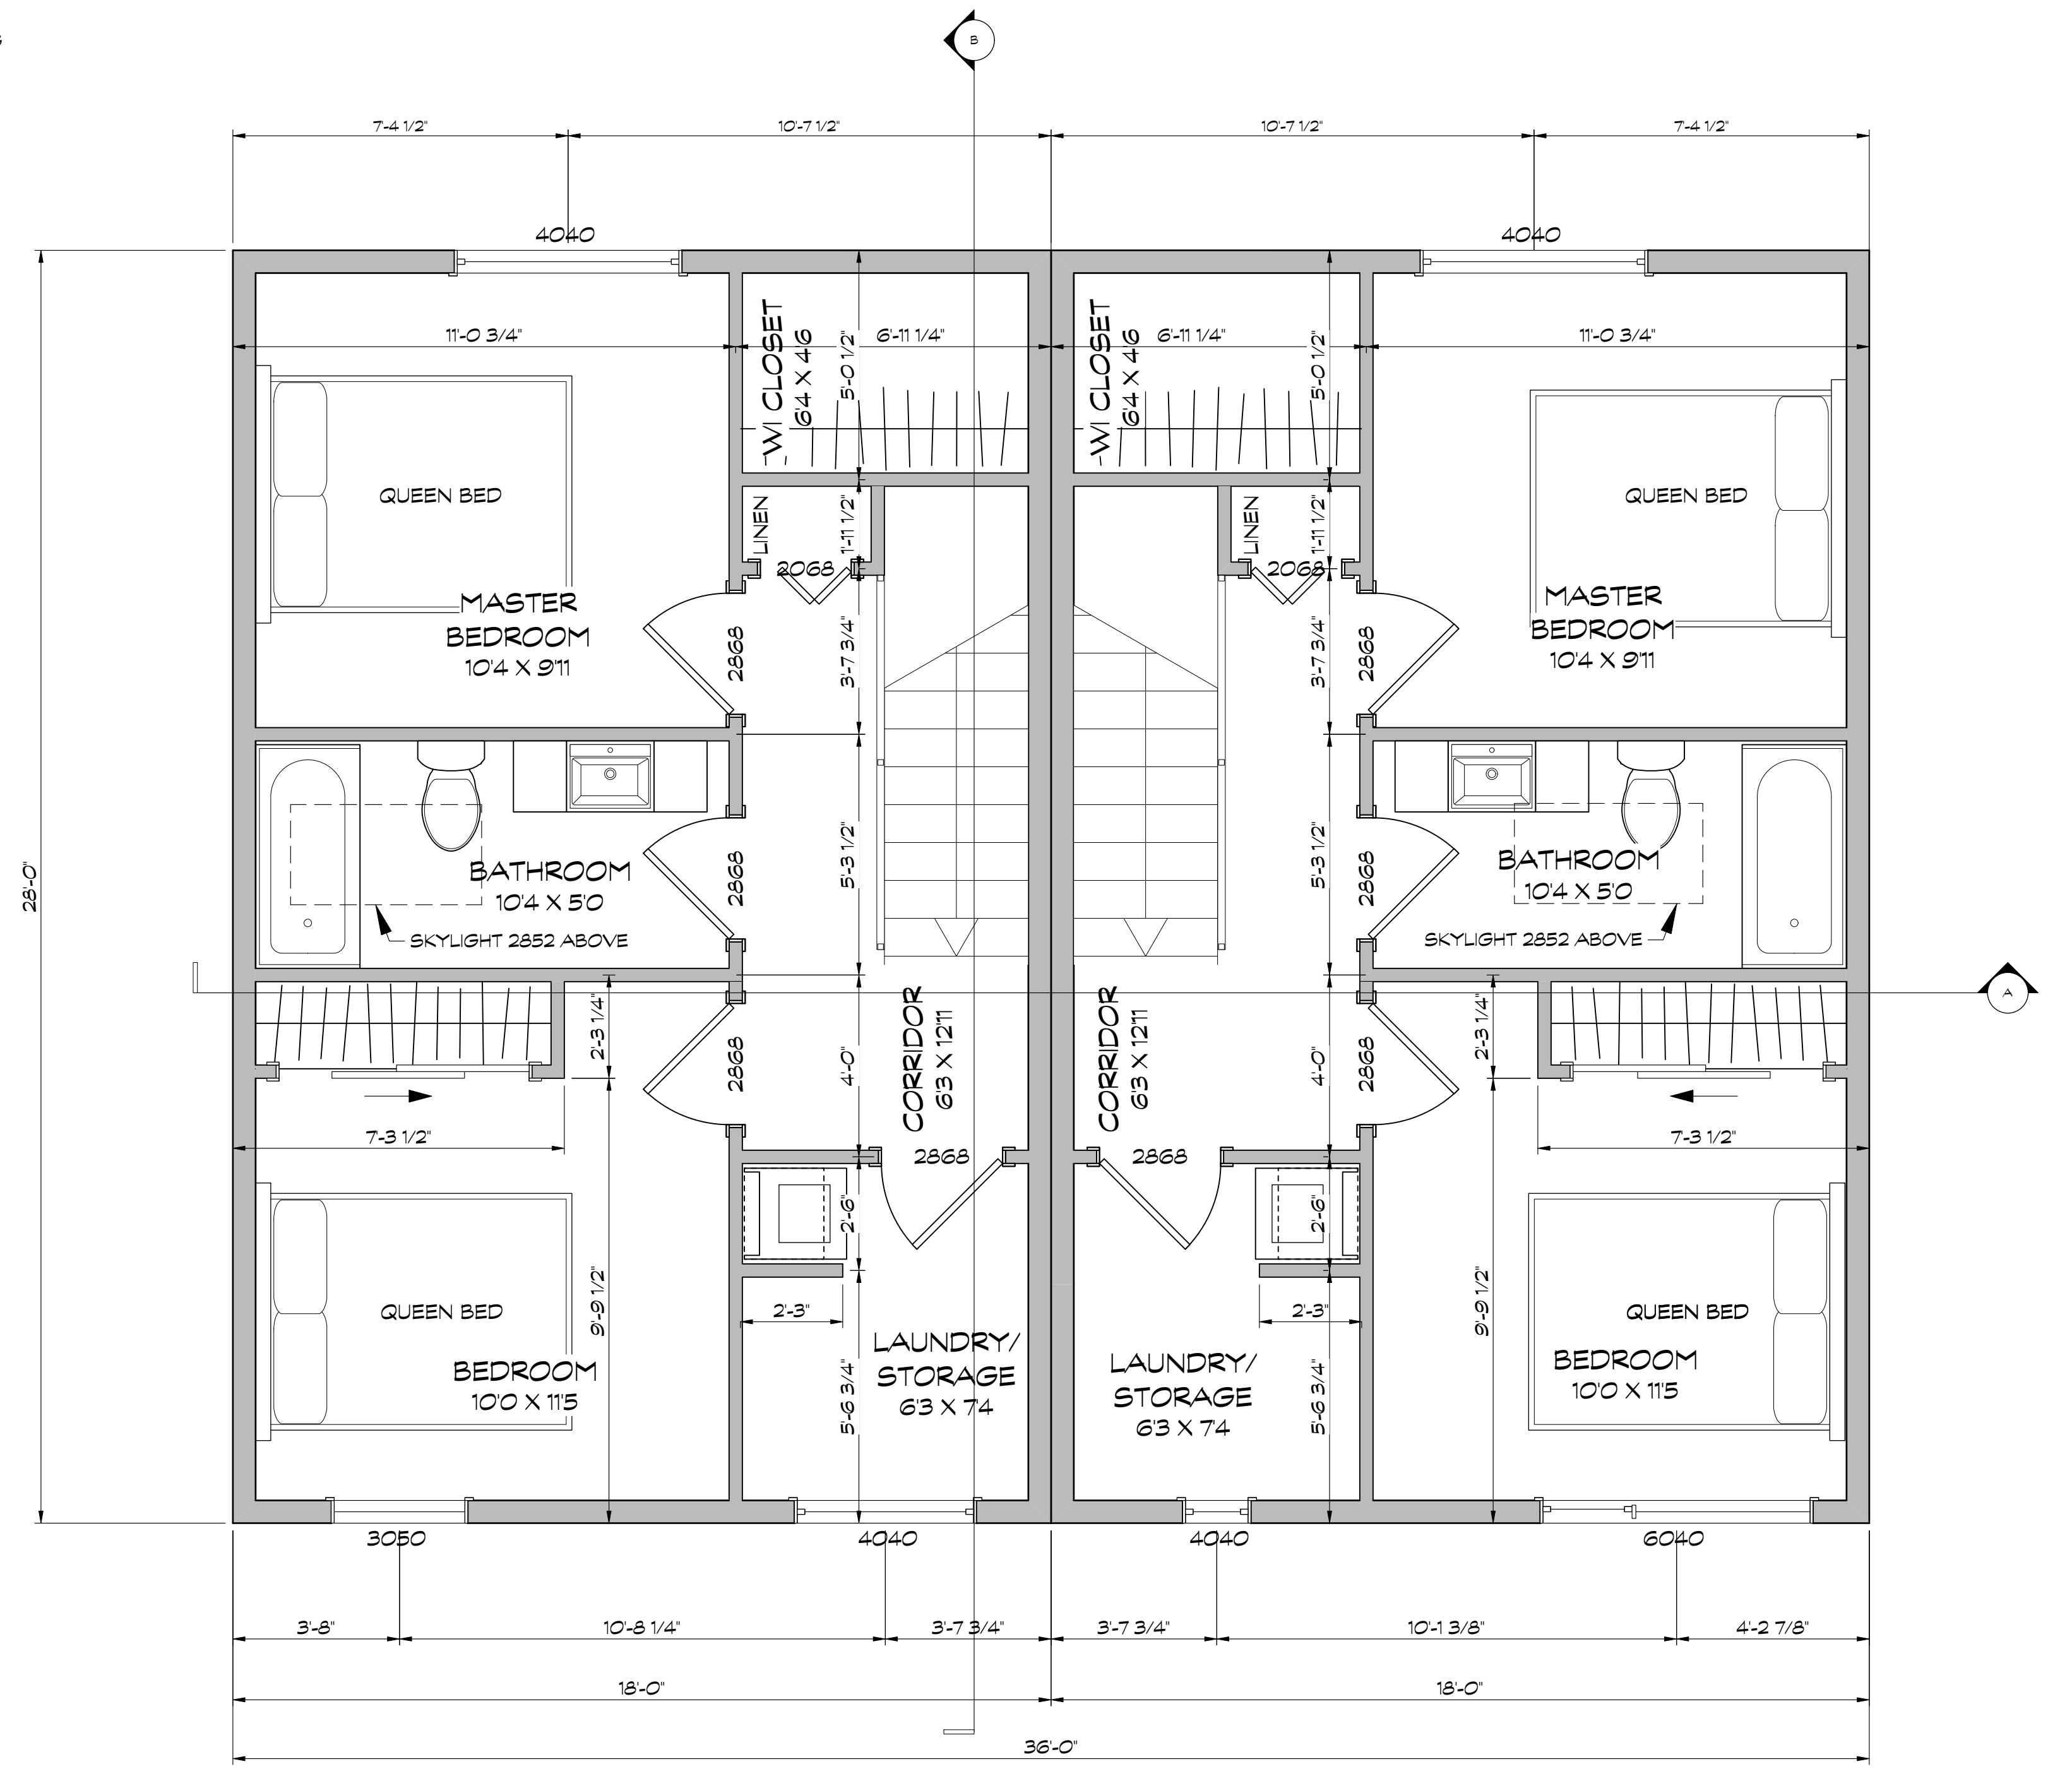 B
7'-4 1/2"
10'-7 1/2"
10'-7 1/2"
7'-4 1/2"
4040
4040
11'-0 3/4"
6'-11 1/4"
6'-11 1/4"
11'-0 3/4"
WI CLOSET
6'4 X 4'6
5'-0 1/2"
WI CLOSET
6'4 X 4'6
5'-0 1/2"
QUEEN BED
QUEEN BED
LINEN
1'-11 1/2"
LINEN
1'-11 1/2"
2068
2068
MASTER
BEDROOM
10'4 X 9'11
2868
3'-7 3/4"
3'-7 3/4"
2868
MASTER
BEDROOM
10'4 X 9'11
28'-0"
BATHROOM
10'4 X 5'0
SKYLIGHT 2852 ABOVE
2868
5'-3 1/2"
5'-3 1/2"
2868
BATHROOM
10'4 X 5'0
SKYLIGHT 2852 ABOVE
A
2'-3 1/4"
2868
4'-0"
CORRIDOR
6'3 X 12'11
CORRIDOR
6'3 X 12'11
4'-0"
2868
2'-3 1/4"
7'-3 1/2"
7'-3 1/2"
2868
2868
2'-6"
2'-6"
QUEEN BED
9'-9 1/2"
2'-3"
2'-3"
9'-9 1/2"
QUEEN BED
BEDROOM
10'0 X 11'5
5'-6 3/4"
LAUNDRY/
STORAGE
6'3 X 7'4
LAUNDRY/
STORAGE
6'3 X 7'4
5'-6 3/4"
BEDROOM
10'0 X 11'5
3050
4040
4040
6040
3'-8"
10'-8 1/4"
3'-7 3/4"
3'-7 3/4"
10'-1 3/8"
4'-2 7/8"
18'-0"
18'-0"
36'-0"